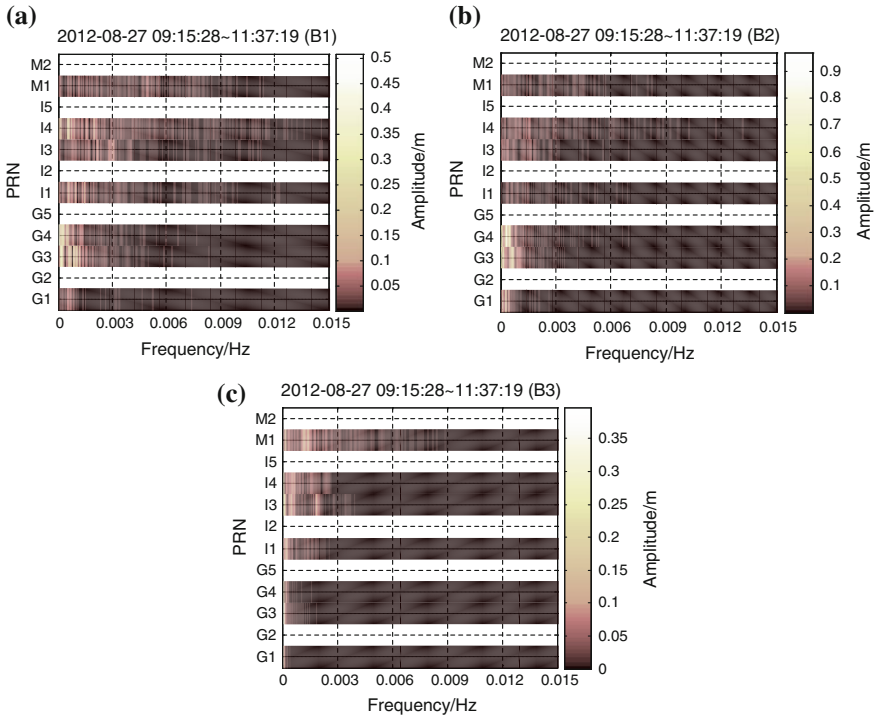 (a)
2012-08-27 09:15:28~11:37:19 (B1)
PRN
M2
M1
I5
I4
I3
I2
I1
G5
G4
G3
G2
G1
0 0.003 0.006 0.009 0.012 0.015
Frequency/Hz
0.5
0.45
0.4
0.35
0.3
0.25
0.2
0.15
0.1
0.05
Amplitude/m
(b)
2012-08-27 09:15:28~11:37:19 (B2)
PRN
M2
M1
I5
I4
I3
I2
I1
G5
G4
G3
G2
G1
0 0.003 0.006 0.009 0.012 0.015
Frequency/Hz
0.9
0.8
0.7
0.6
0.5
0.4
0.3
0.2
0.1
Amplitude/m
(c)
2012-08-27 09:15:28~11:37:19 (B3)
PRN
M2
M1
I5
I4
I3
I2
I1
G5
G4
G3
G2
G1
0 0.003 0.006 0.009 0.012 0.015
Frequency/Hz
0.35
0.3
0.25
0.2
0.15
0.1
0.05
0
Amplitude/m